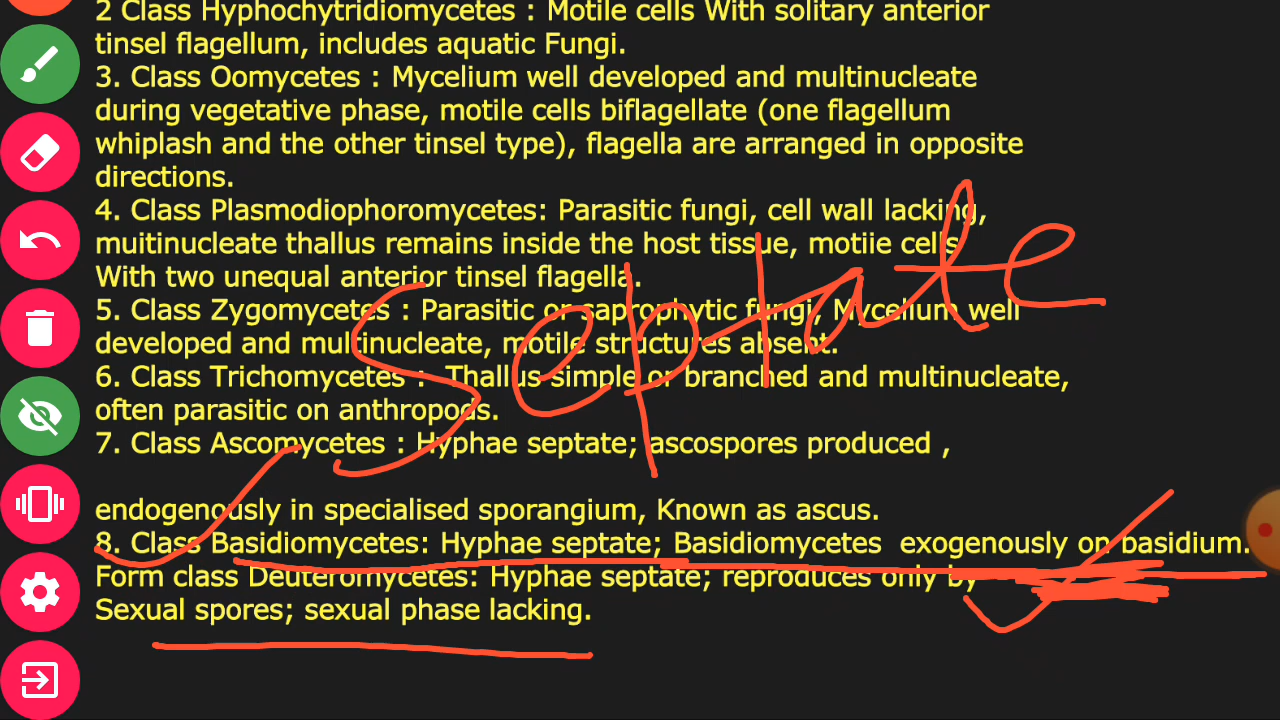 2 Class Hyphochytridiomycetes : Motile cells With solitary anterior
tinsel flagellum, includes aquatic Fungi.
3. Class Oomycetes : Mycelium well developed and multinucleate
during vegetative phase, motile cells biflagellate (one flagellum
whiplash and the other tinsel type), flagella are arranged in opposite
directions.
4. Class Plasmodiophoromycetes: Parasitic fungi, cell wall lacking,
muitinucleate thallus remains inside the host tissue, motiie cells
With two unequal anterior tinsel flagella.
5. Class Zygomycetes : Parasitic or saprophytic fungi, Mycelium well
developed and multinucleate, motile structures absent.
6. Class Trichomycetes : Thallus simple or branched and multinucleate,
often parasitic on anthropods.
7. Class Ascomycetes : Hyphae septate; ascospores produced ,
endogenously in specialised sporangium, Known as ascus.
8. Class Basidiomycetes: Hyphae septate; Basidiomycetes exogenously on basidium.
Form class Deuteromycetes: Hyphae septate; reproduces only by
Sexual spores; sexual phase lacking.
Septate